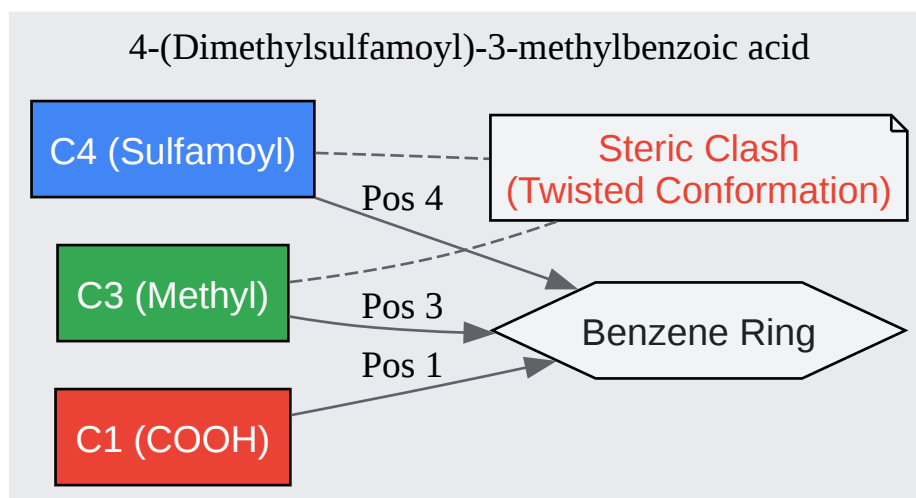 4-(Dimethylsulfamoyl)-3-methylbenzoic acid
C4 (Sulfamoyl)
Steric Clash
(Twisted Conformation)
Pos 4
C3 (Methyl)
Pos 3
Benzene Ring
Pos 1
C1 (COOH)